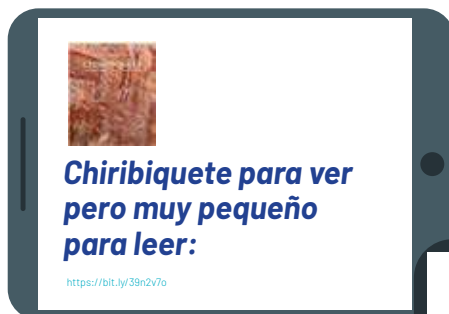 Chiribiquete para ver
pero muy pequeño
para leer:
https://bit.ly/39n2v7o